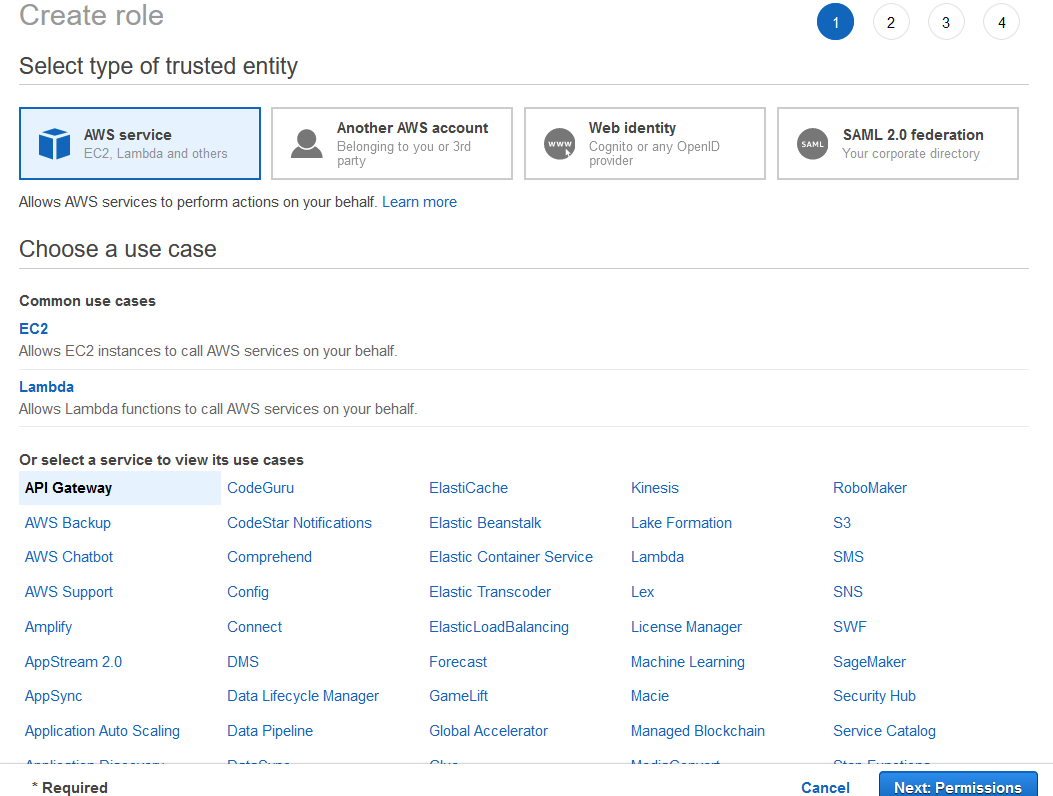 Create role
1 2 3 4
Select type of trusted entity
AWS service
EC2, Lambda and others
Another AWS account
Belonging to you or 3rd
party
WWW
Web identity
Cognito or any OpenID
provider
SAML
SAML 2.0 federation
Your corporate directory
Allows AWS services to perform actions on your behalf. Learn more
Choose a use case
Common use cases
EC2
Allows EC2 instances to call AWS services on your behalf.
Lambda
Allows Lambda functions to call AWS services on your behalf.
Or select a service to view its use cases
API Gateway CodeGuru ElastiCache Kinesis RoboMaker
AWS Backup CodeStar Notifications Elastic Beanstalk Lake Formation S3
AWS Chatbot Comprehend Elastic Container Service Lambda SMS
AWS Support Config Elastic Transcoder Lex SNS
Amplify Connect ElasticLoadBalancing License Manager SWF
AppStream 2.0 DMS Forecast Machine Learning SageMaker
AppSync Data Lifecycle Manager GameLift Macie Security Hub
Application Auto Scaling Data Pipeline Global Accelerator Managed Blockchain Service Catalog
* Required
Cancel
Next: Permissions